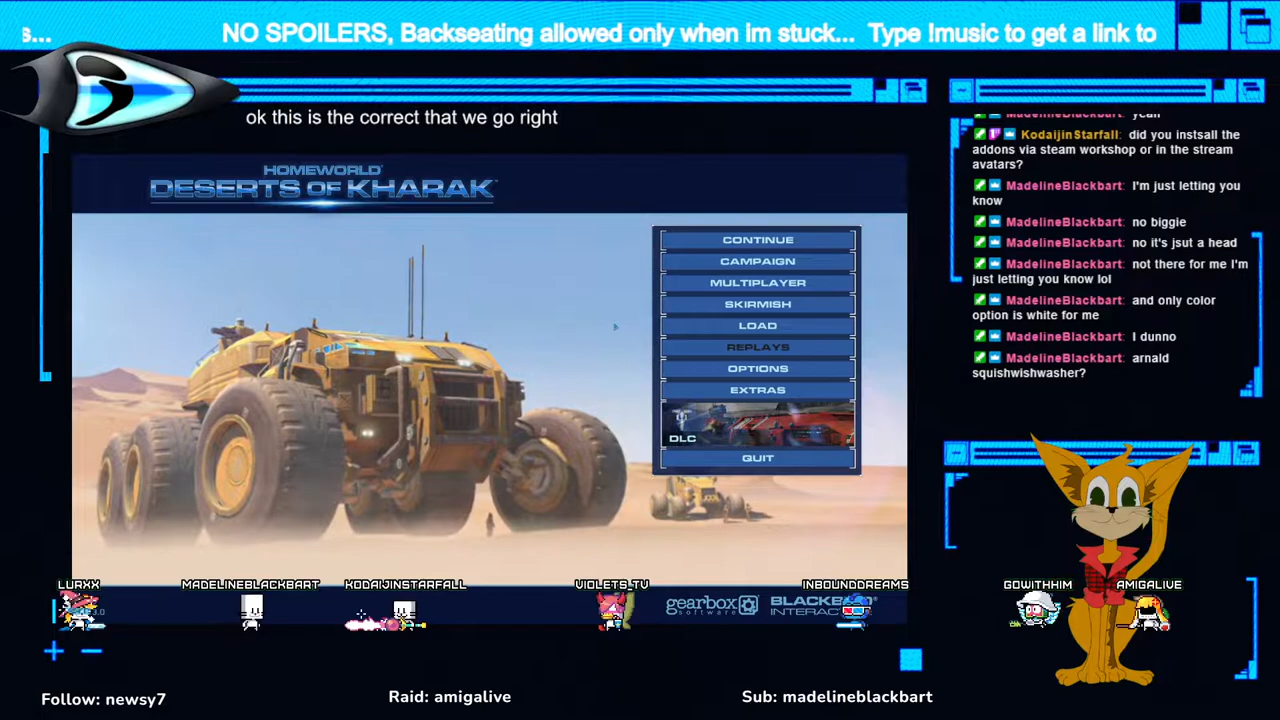 s...
NO SPOILERS, Backseating allowed only when im stuck... Type !music to get a link to
ok this is the correct that we go right
HOMEWORLD
DESERTS OF KHARAK
CONTINUE
CAMPAIGN
MULTIPLAYER
SKIRMISH
LOAD
REPLAYS
OPTIONS
EXTRAS
DLC
QUIT
MadelineBlackbart: yeah
KodaijinStarfall: did you instsall the
addons via steam workshop or in the stream
avatars?
MadelineBlackbart: I'm just letting you
know
MadelineBlackbart: no biggie
MadelineBlackbart: no it's jsut a head
MadelineBlackbart: not there for me I'm
just letting you know lol
MadelineBlackbart: and only color
option is white for me
MadelineBlackbart: I dunno
MadelineBlackbart: arnald
squishwishwasher?
LURXX
MADELINEBLACKBART
KODAIJINSTARFALL
VIOLETS_TV
INBOUNDDREAMS
GOWITHHIM
AMIGALIVE
gearbox
software
Follow: newsy7
Raid: amigalive
Sub: madelineblackbart